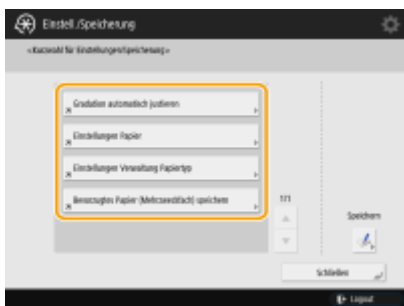 Einstell./Speicherung
<Kurzwahl für Einstellungen/Speicherung>
Gradation automatisch justieren
Einstellungen Papier
Einstellungen Verwaltung Papiertyp
Bevorzugtes Papier (Mehrzweckfach) speichern
1/1
Speichern
Schließen
Logout